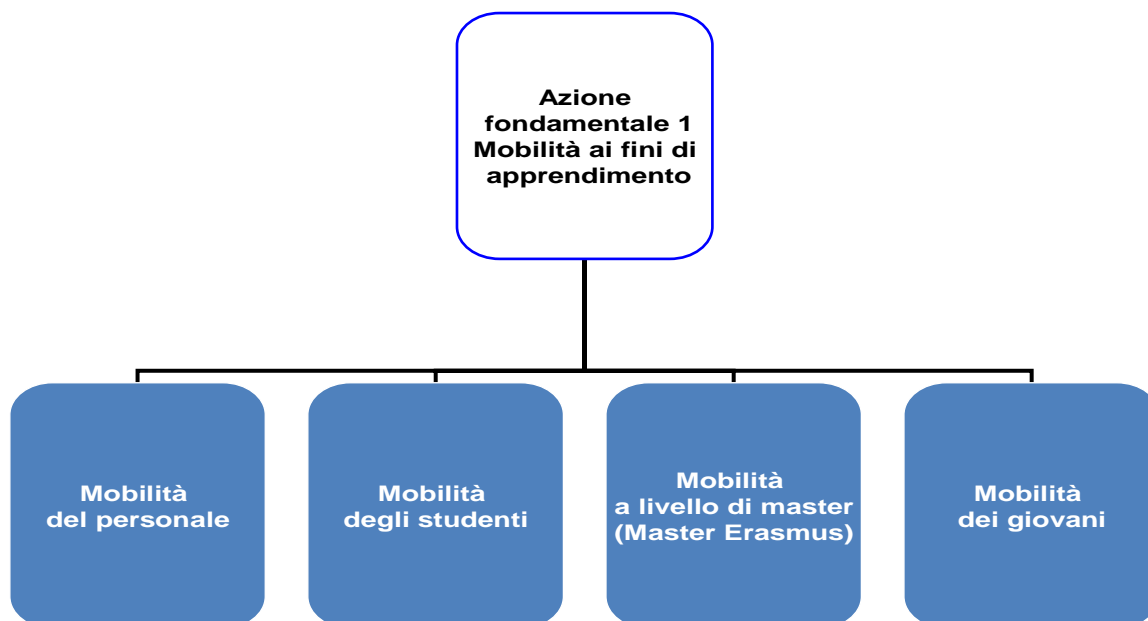 Azione
fondamentale 1
Mobilità ai fini di
apprendimento
Mobilità
del personale
Mobilità
degli studenti
Mobilità
a livello di master
(Master Erasmus)
Mobilità
dei giovani